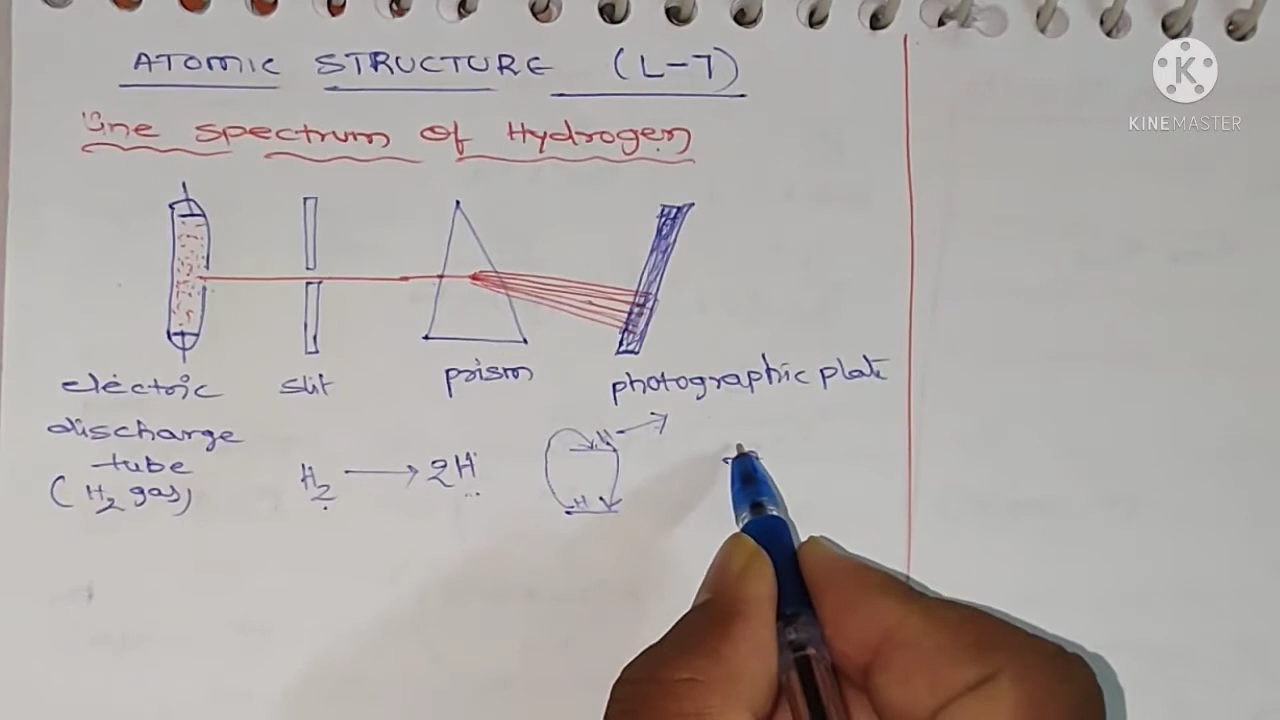 ATOMIC STRUCTURE (L-7)
Line spectrum of Hydrogen
electric discharge tube (H2 gas)
slit
prism
photographic plate
H2 → 2H
H
H
KINEMASTER